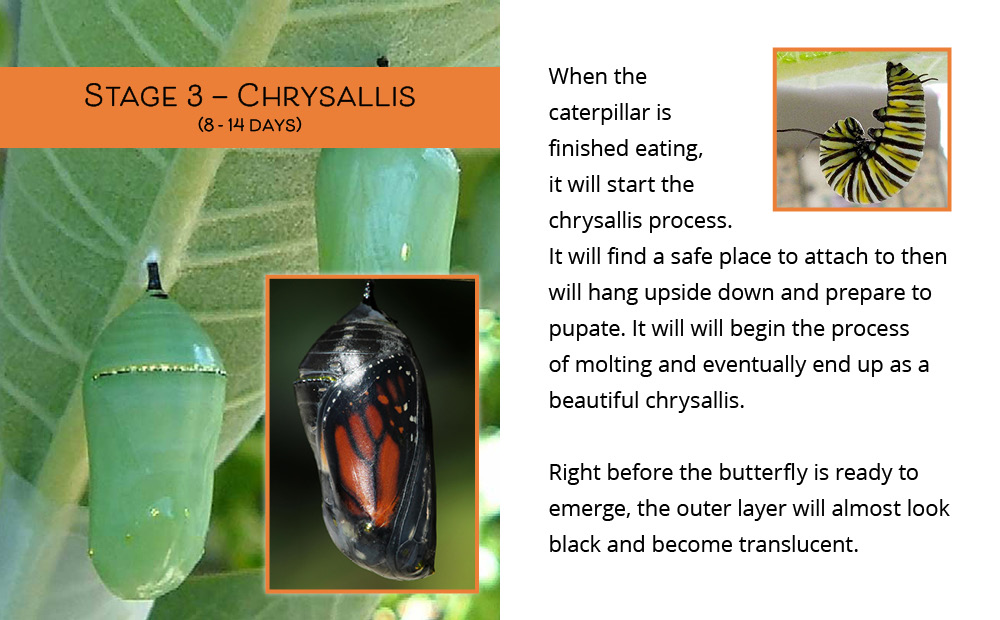 STAGE 3 – CHRYSALLIS
(8 - 14 DAYS)
When the
caterpillar is
finished eating,
it will start the
chrysallis process.
It will find a safe place to attach to then
will hang upside down and prepare to
pupate. It will will begin the process
of molting and eventually end up as a
beautiful chrysallis.
Right before the butterfly is ready to
emerge, the outer layer will almost look
black and become translucent.